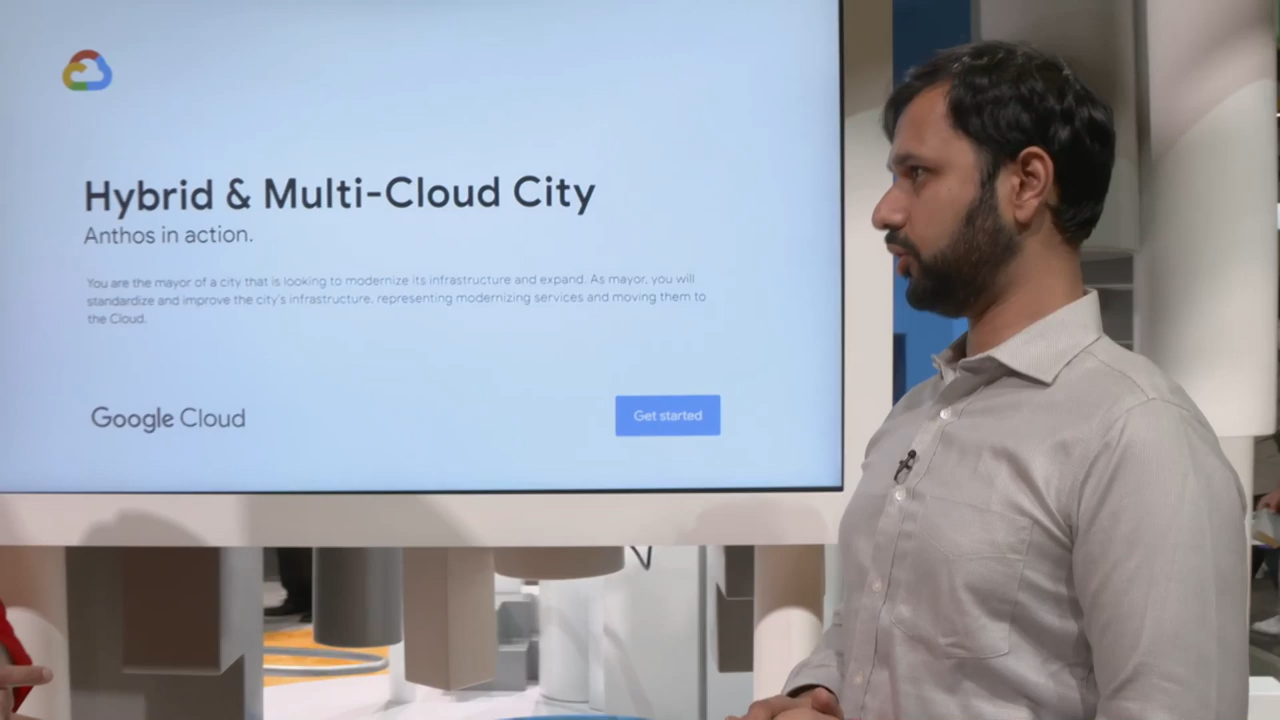 Hybrid & Multi-Cloud City
Anthos in action.
You are the mayor of a city that is looking to modernize its infrastructure and expand. As mayor, you will
standardize and improve the city's infrastructure, representing modernizing services and moving them to
the Cloud.
Google Cloud
Get started